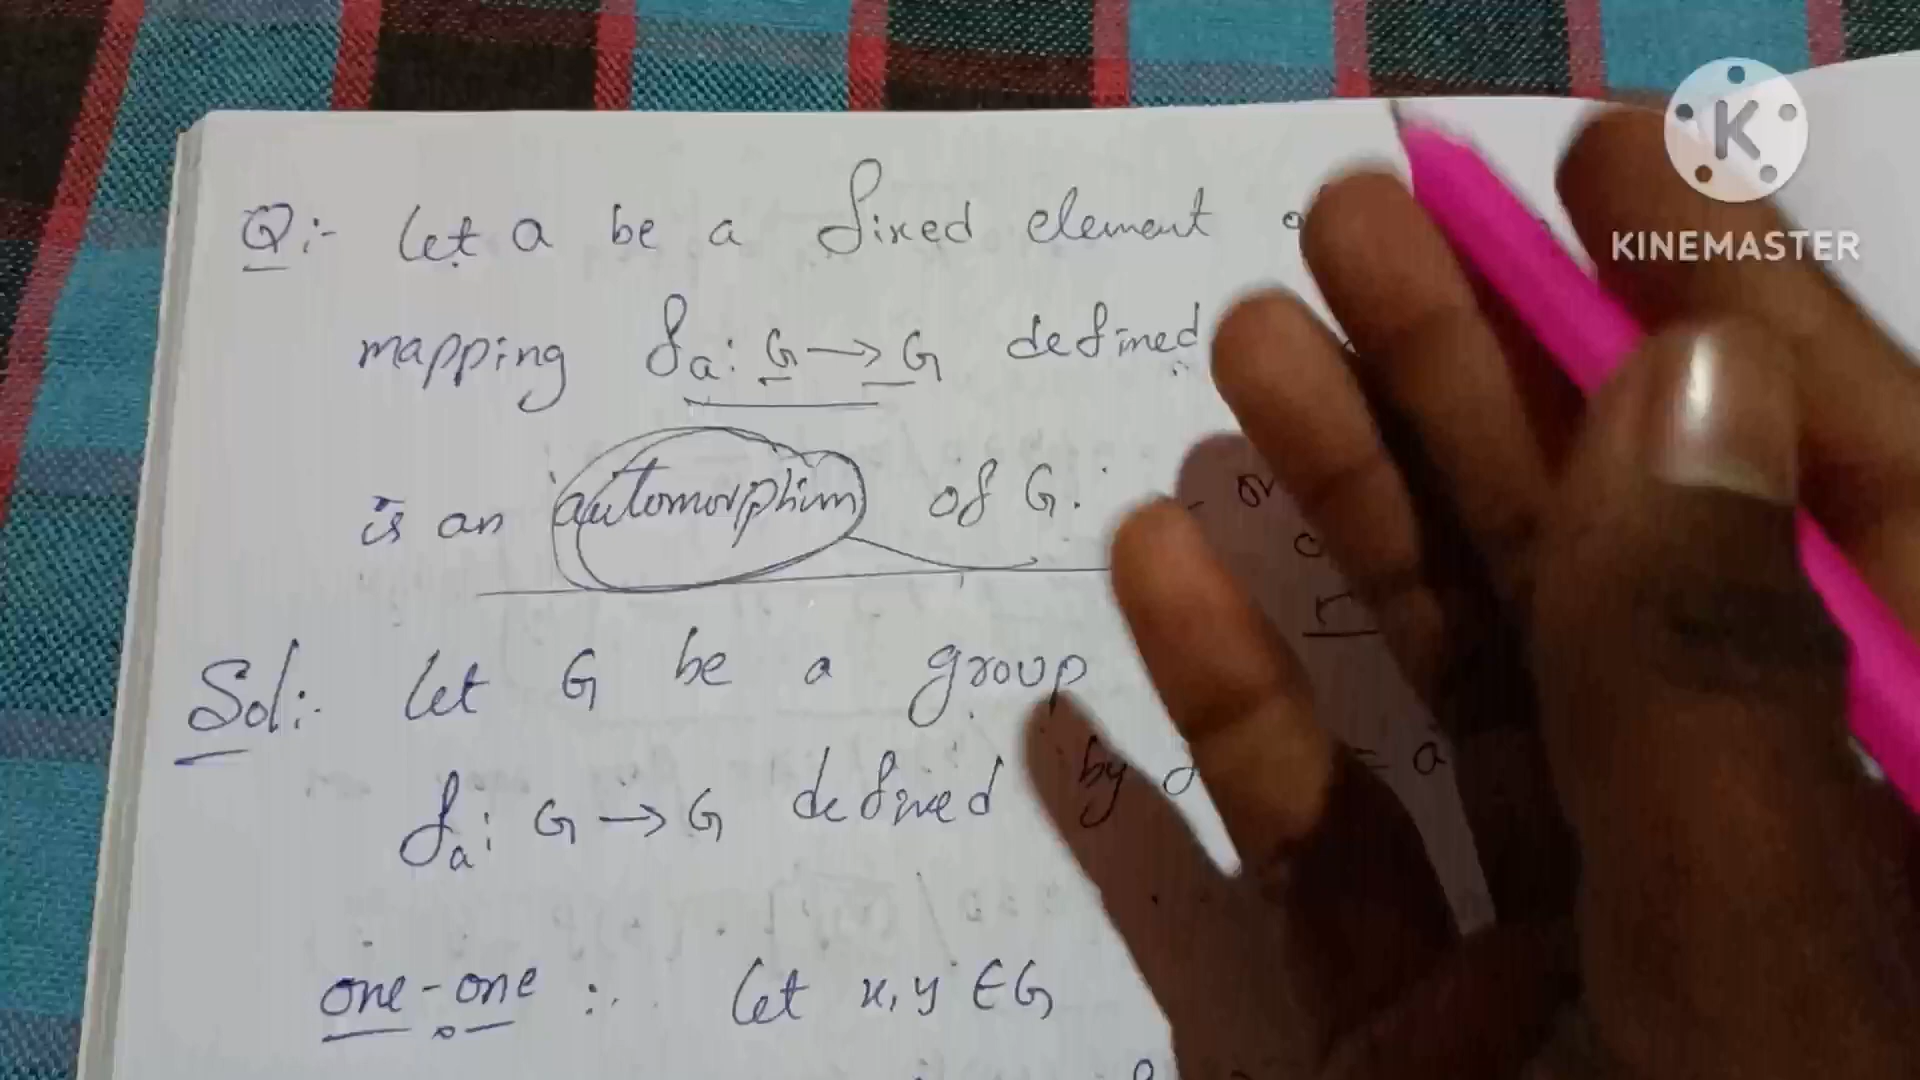 Q:- Let a be a fixed element
mapping fa: G → G defined
is an automorphism of G.
Sol:- Let G be a group
fa: G → G defined by = a
one-one :- Let x, y ∈ G
K
KINEMASTER